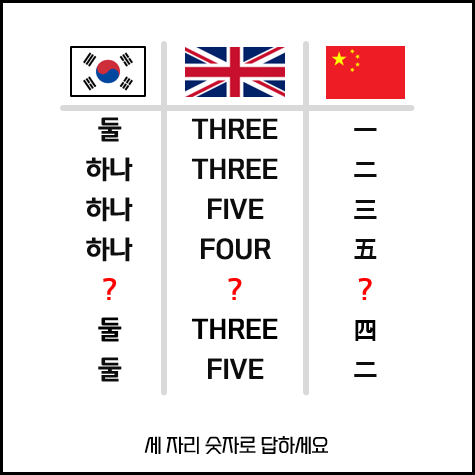 둘 THREE 一
하나 THREE 二
하나 FIVE 三
하나 FOUR 五
? ? ?
둘 THREE 四
둘 FIVE 二
세 자리 숫자로 답하세요